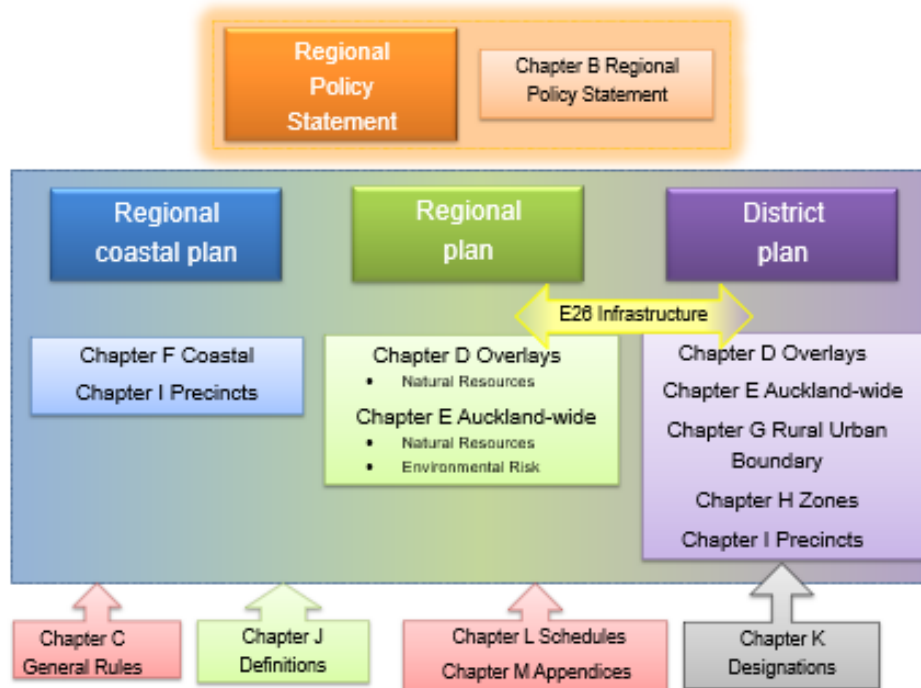 Regional
Policy
Statement
Chapter B Regional
Policy Statement
Regional
coastal plan
Regional
plan
District
plan
E26 Infrastructure
Chapter F Coastal
Chapter I Precincts
Chapter D Overlays
• Natural Resources
Chapter E Auckland-wide
• Natural Resources
• Environmental Risk
Chapter D Overlays
Chapter E Auckland-wide
Chapter G Rural Urban
Boundary
Chapter H Zones
Chapter I Precincts
Chapter C
General Rules
Chapter J
Definitions
Chapter L Schedules
Chapter M Appendices
Chapter K
Designations